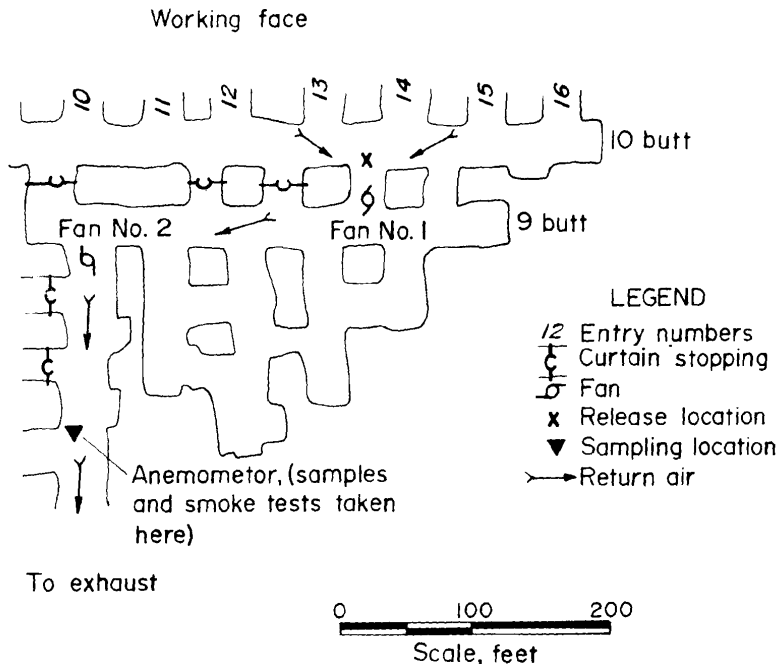 Working face
10
11
12
13
14
15
16
10 butt
Fan No. 2
Fan No. 1
9 butt
LEGEND
12 Entry numbers
Curtain stopping
Fan
x Release location
Sampling location
Return air
Anemometor, (samples
and smoke tests taken
here)
To exhaust
0 100 200
Scale, feet